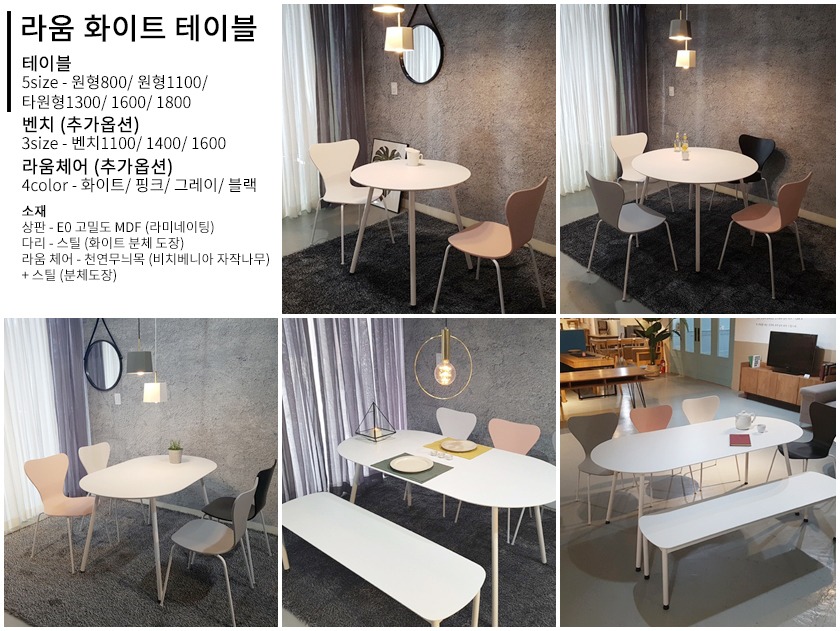 라움 화이트 테이블
테이블
5size - 원형800/ 원형1100/
타원형1300/ 1600/ 1800
벤치 (추가옵션)
3size - 벤치1100/ 1400/ 1600
라움체어 (추가옵션)
4color - 화이트/ 핑크/ 그레이/ 블랙
소재
상판 - E0 고밀도 MDF (라미네이팅)
다리 - 스틸 (화이트 분체 도장)
라움 체어 - 천연무늬목 (비치베니아 자작나무)
+ 스틸 (분체도장)